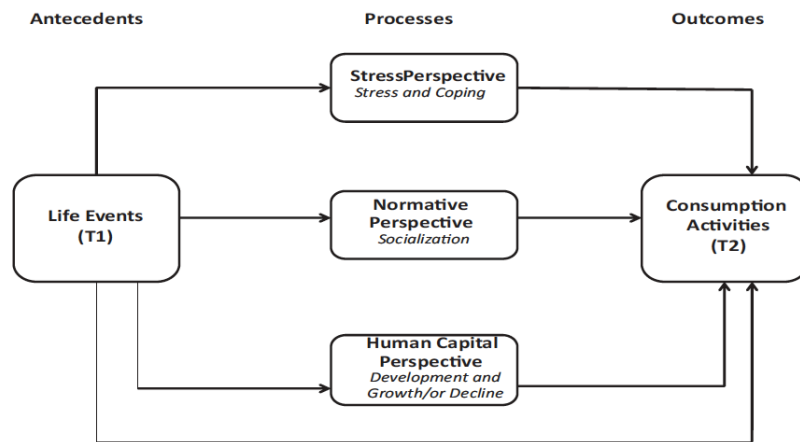 Antecedents Processes Outcomes
StressPerspective
Stress and Coping
Life Events
(T1)
Normative
Perspective
Socialization
Consumption
Activities
(T2)
Human Capital
Perspective
Development and
Growth/or Decline